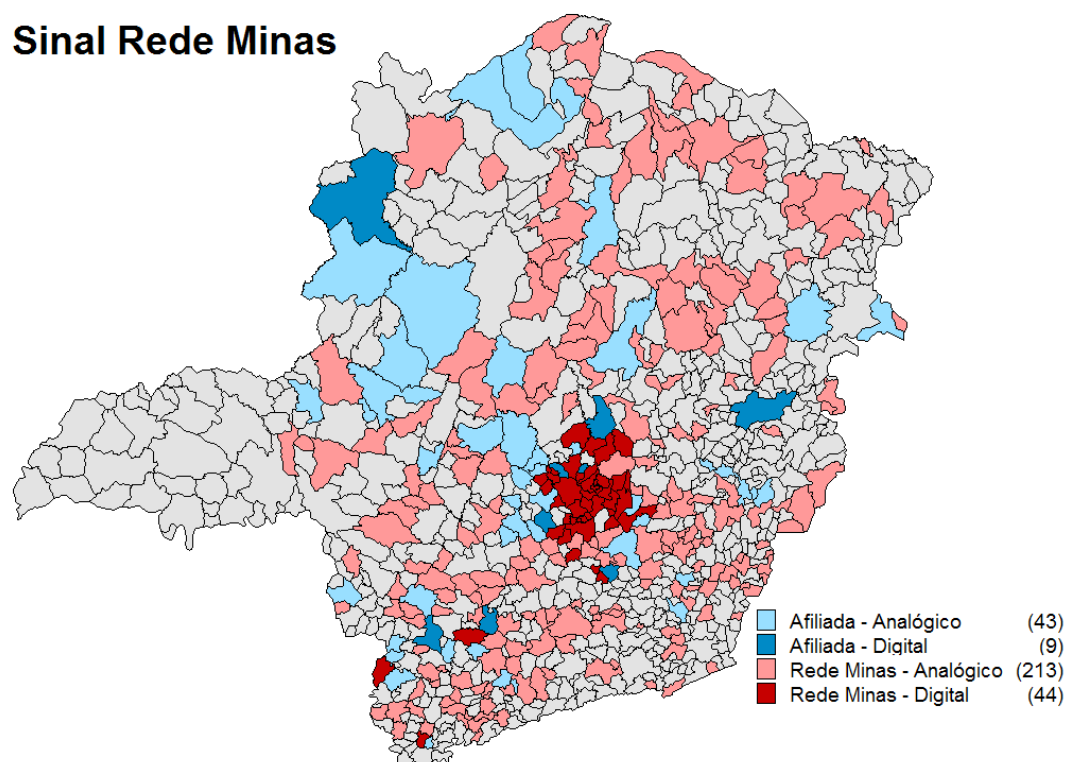 Sinal Rede Minas
Afiliada - Analógico (43)
Afiliada - Digital (9)
Rede Minas - Analógico (213)
Rede Minas - Digital (44)